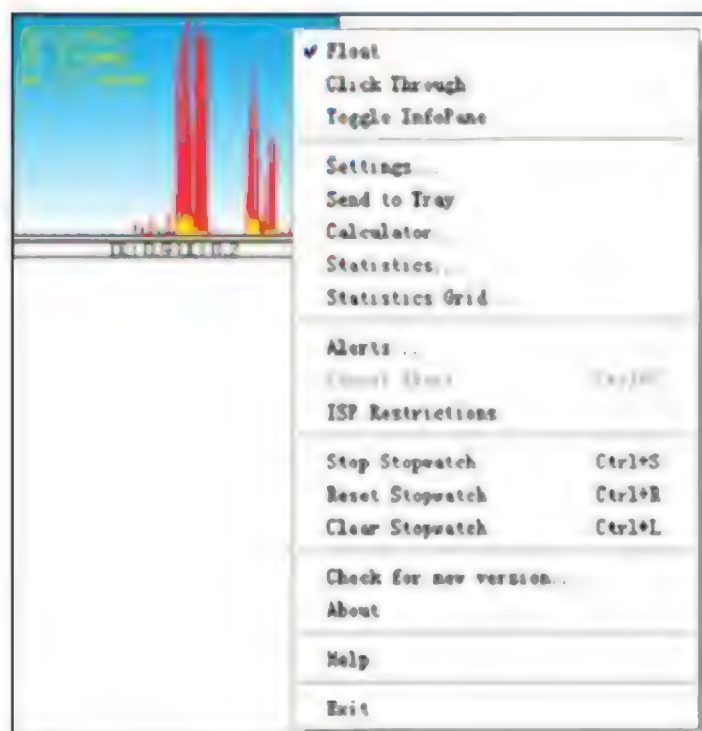 Float
Click Through
Toggle InfoPane
Settings...
Send to Tray
Calculator
Statistics...
Statistics Grid
Alerts...
ISP Restrictions
Stop Stopwatch Ctrl+S
Reset Stopwatch Ctrl+R
Clear Stopwatch Ctrl+L
Check for new version...
About
Help
Exit